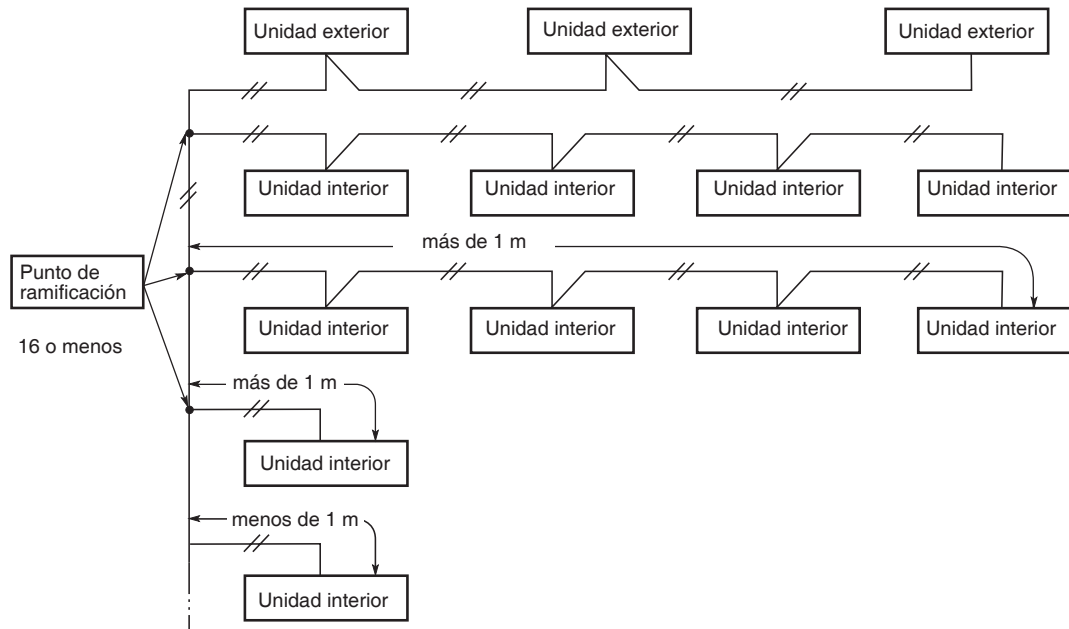 Unidad exterior
Unidad exterior
Unidad exterior
Unidad interior
Unidad interior
Unidad interior
Unidad interior
más de 1 m
Punto de
ramificación
16 o menos
Unidad interior
Unidad interior
Unidad interior
Unidad interior
más de 1 m
Unidad interior
menos de 1 m
Unidad interior